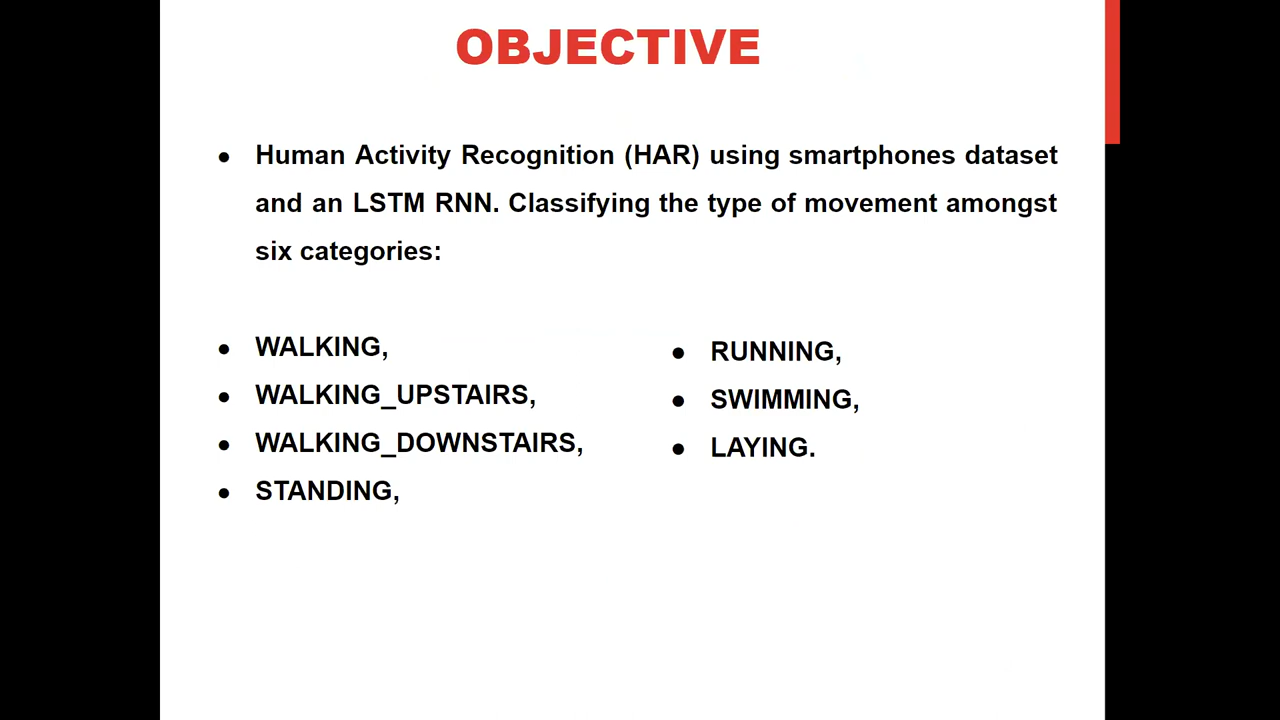 OBJECTIVE
● Human Activity Recognition (HAR) using smartphones dataset
and an LSTM RNN. Classifying the type of movement amongst
six categories:
● WALKING,
● WALKING_UPSTAIRS,
● WALKING_DOWNSTAIRS,
● STANDING,
● RUNNING,
● SWIMMING,
● LAYING.